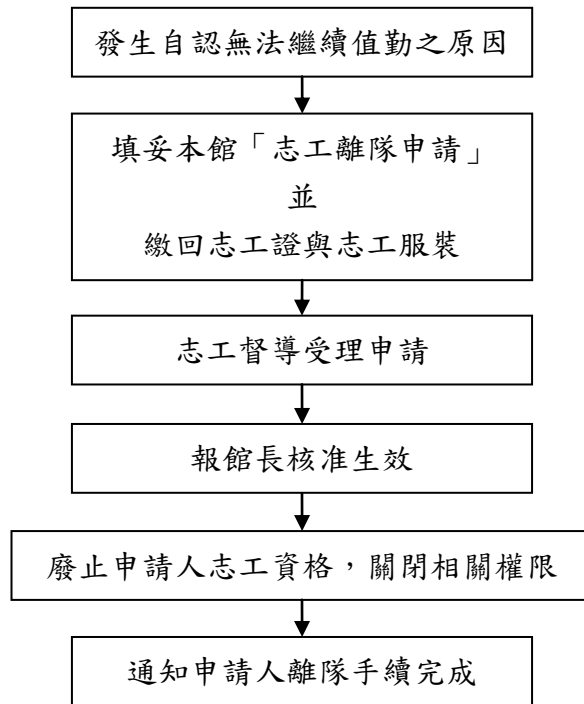 發生自認無法繼續值勤之原因
填妥本館「志工離隊申請」
並
繳回志工證與志工服裝
志工督導受理申請
報館長核准生效
廢止申請人志工資格，關閉相關權限
通知申請人離隊手續完成